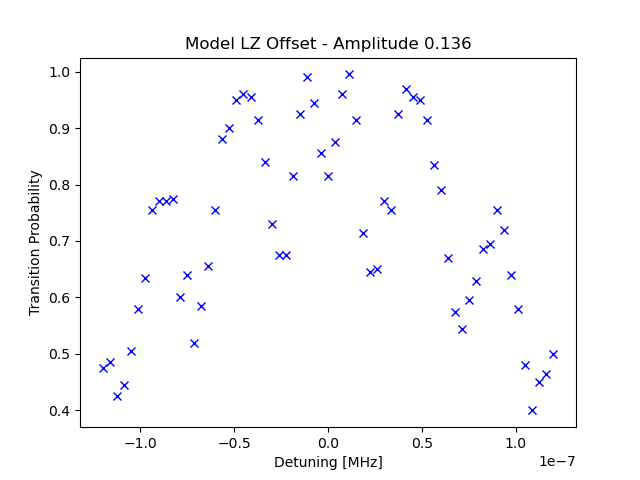 Model LZ Offset - Amplitude 0.136
1.0
0.9
0.8
0.7
0.6
0.5
0.4
Transition Probability
−1.0 −0.5 0.0 0.5 1.0
1e−7
Detuning [MHz]